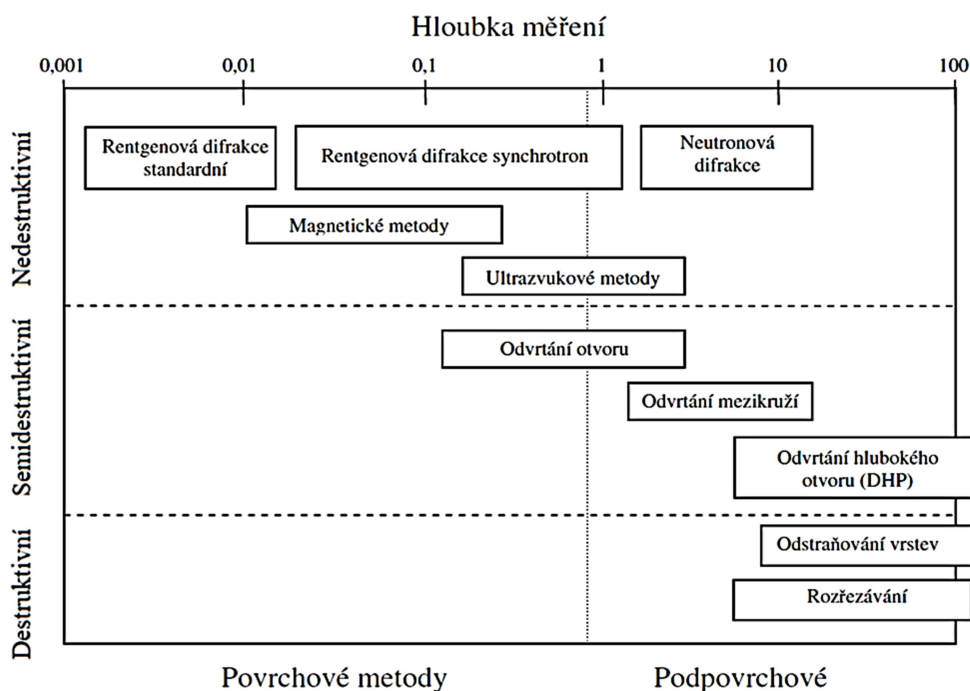 Hloubka měření
0,001 0,01 0,1 1 10 100
Nedestruktivní
Rentgenová difrakce
standardní
Rentgenová difrakce synchrotron
Neutronová
difrakce
Magnetické metody
Ultrazvukové metody
Semidestruktivní
Odvrtání otvoru
Odvrtání mezikruží
Odvrtání hlubokého
otvoru (DHP)
Destruktivní
Odstraňování vrstev
Rozřezávání
Povrchové metody
Podpovrchové